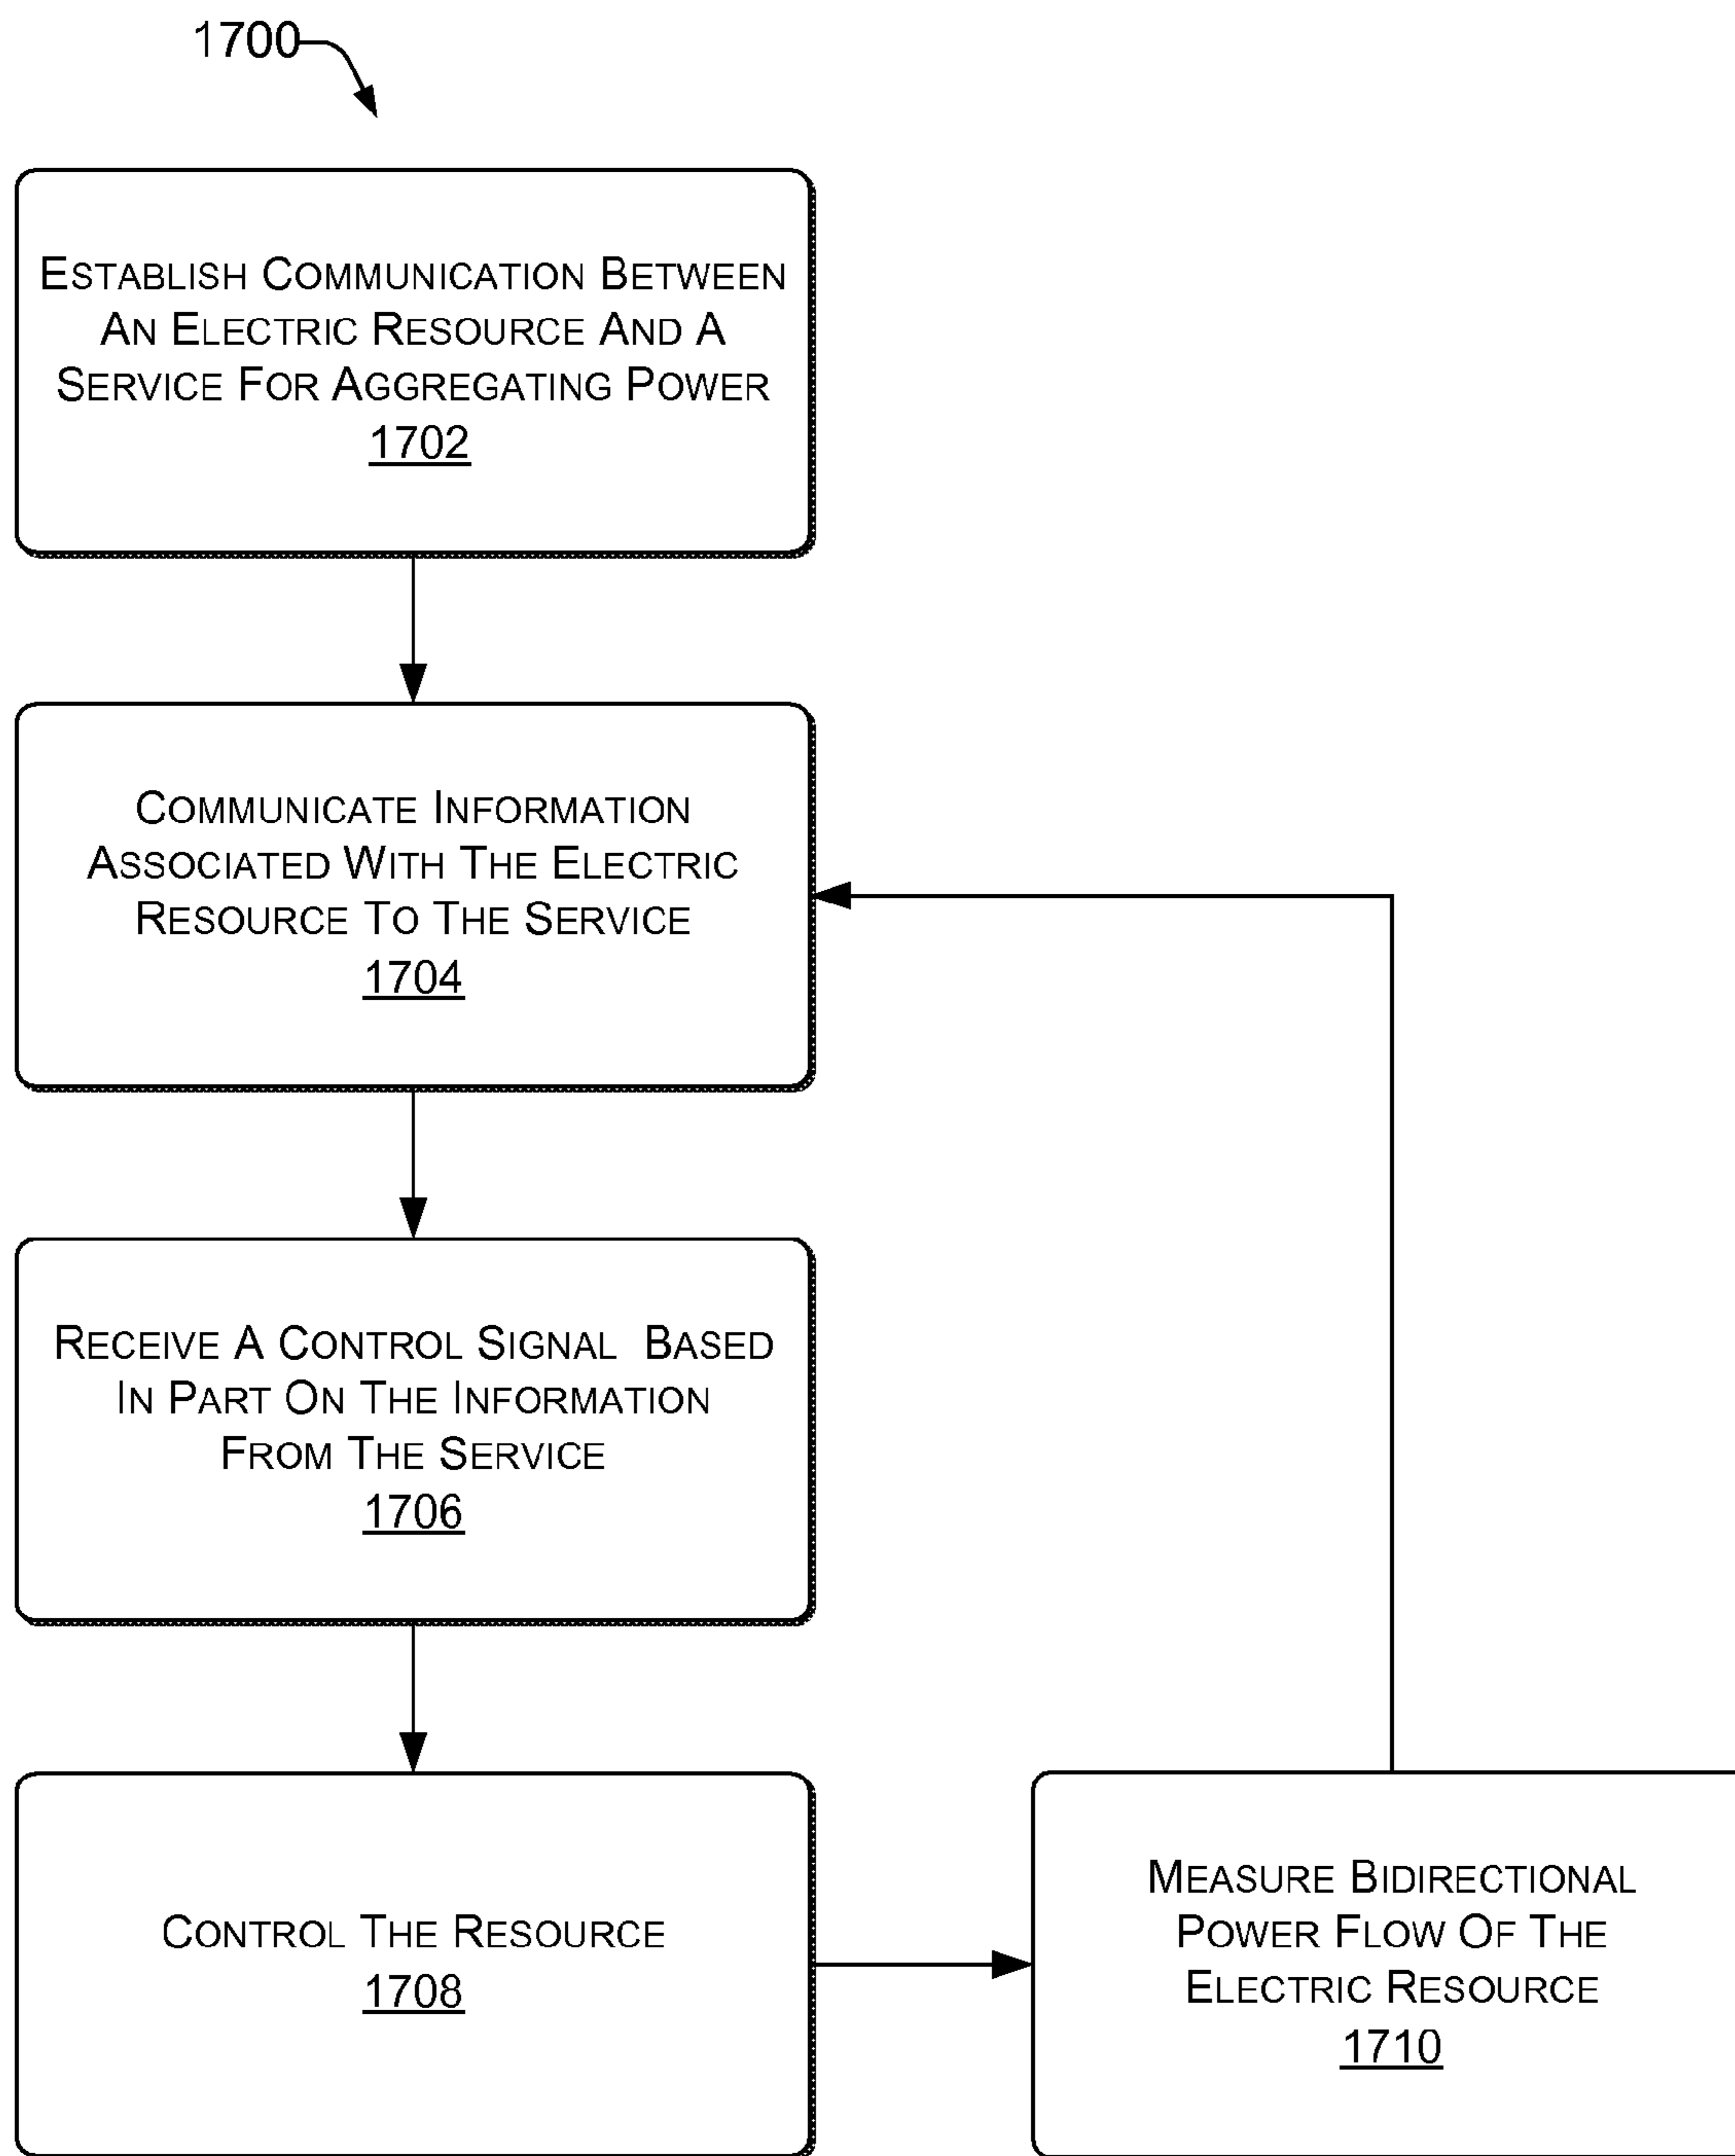 1700
ESTABLISH COMMUNICATION BETWEEN
AN ELECTRIC RESOURCE AND A
SERVICE FOR AGGREGATING POWER
1702
COMMUNICATE INFORMATION
ASSOCIATED WITH THE ELECTRIC
RESOURCE TO THE SERVICE
1704
RECEIVE A CONTROL SIGNAL BASED
IN PART ON THE INFORMATION
FROM THE SERVICE
1706
CONTROL THE RESOURCE
1708
MEASURE BIDIRECTIONAL
POWER FLOW OF THE
ELECTRIC RESOURCE
1710